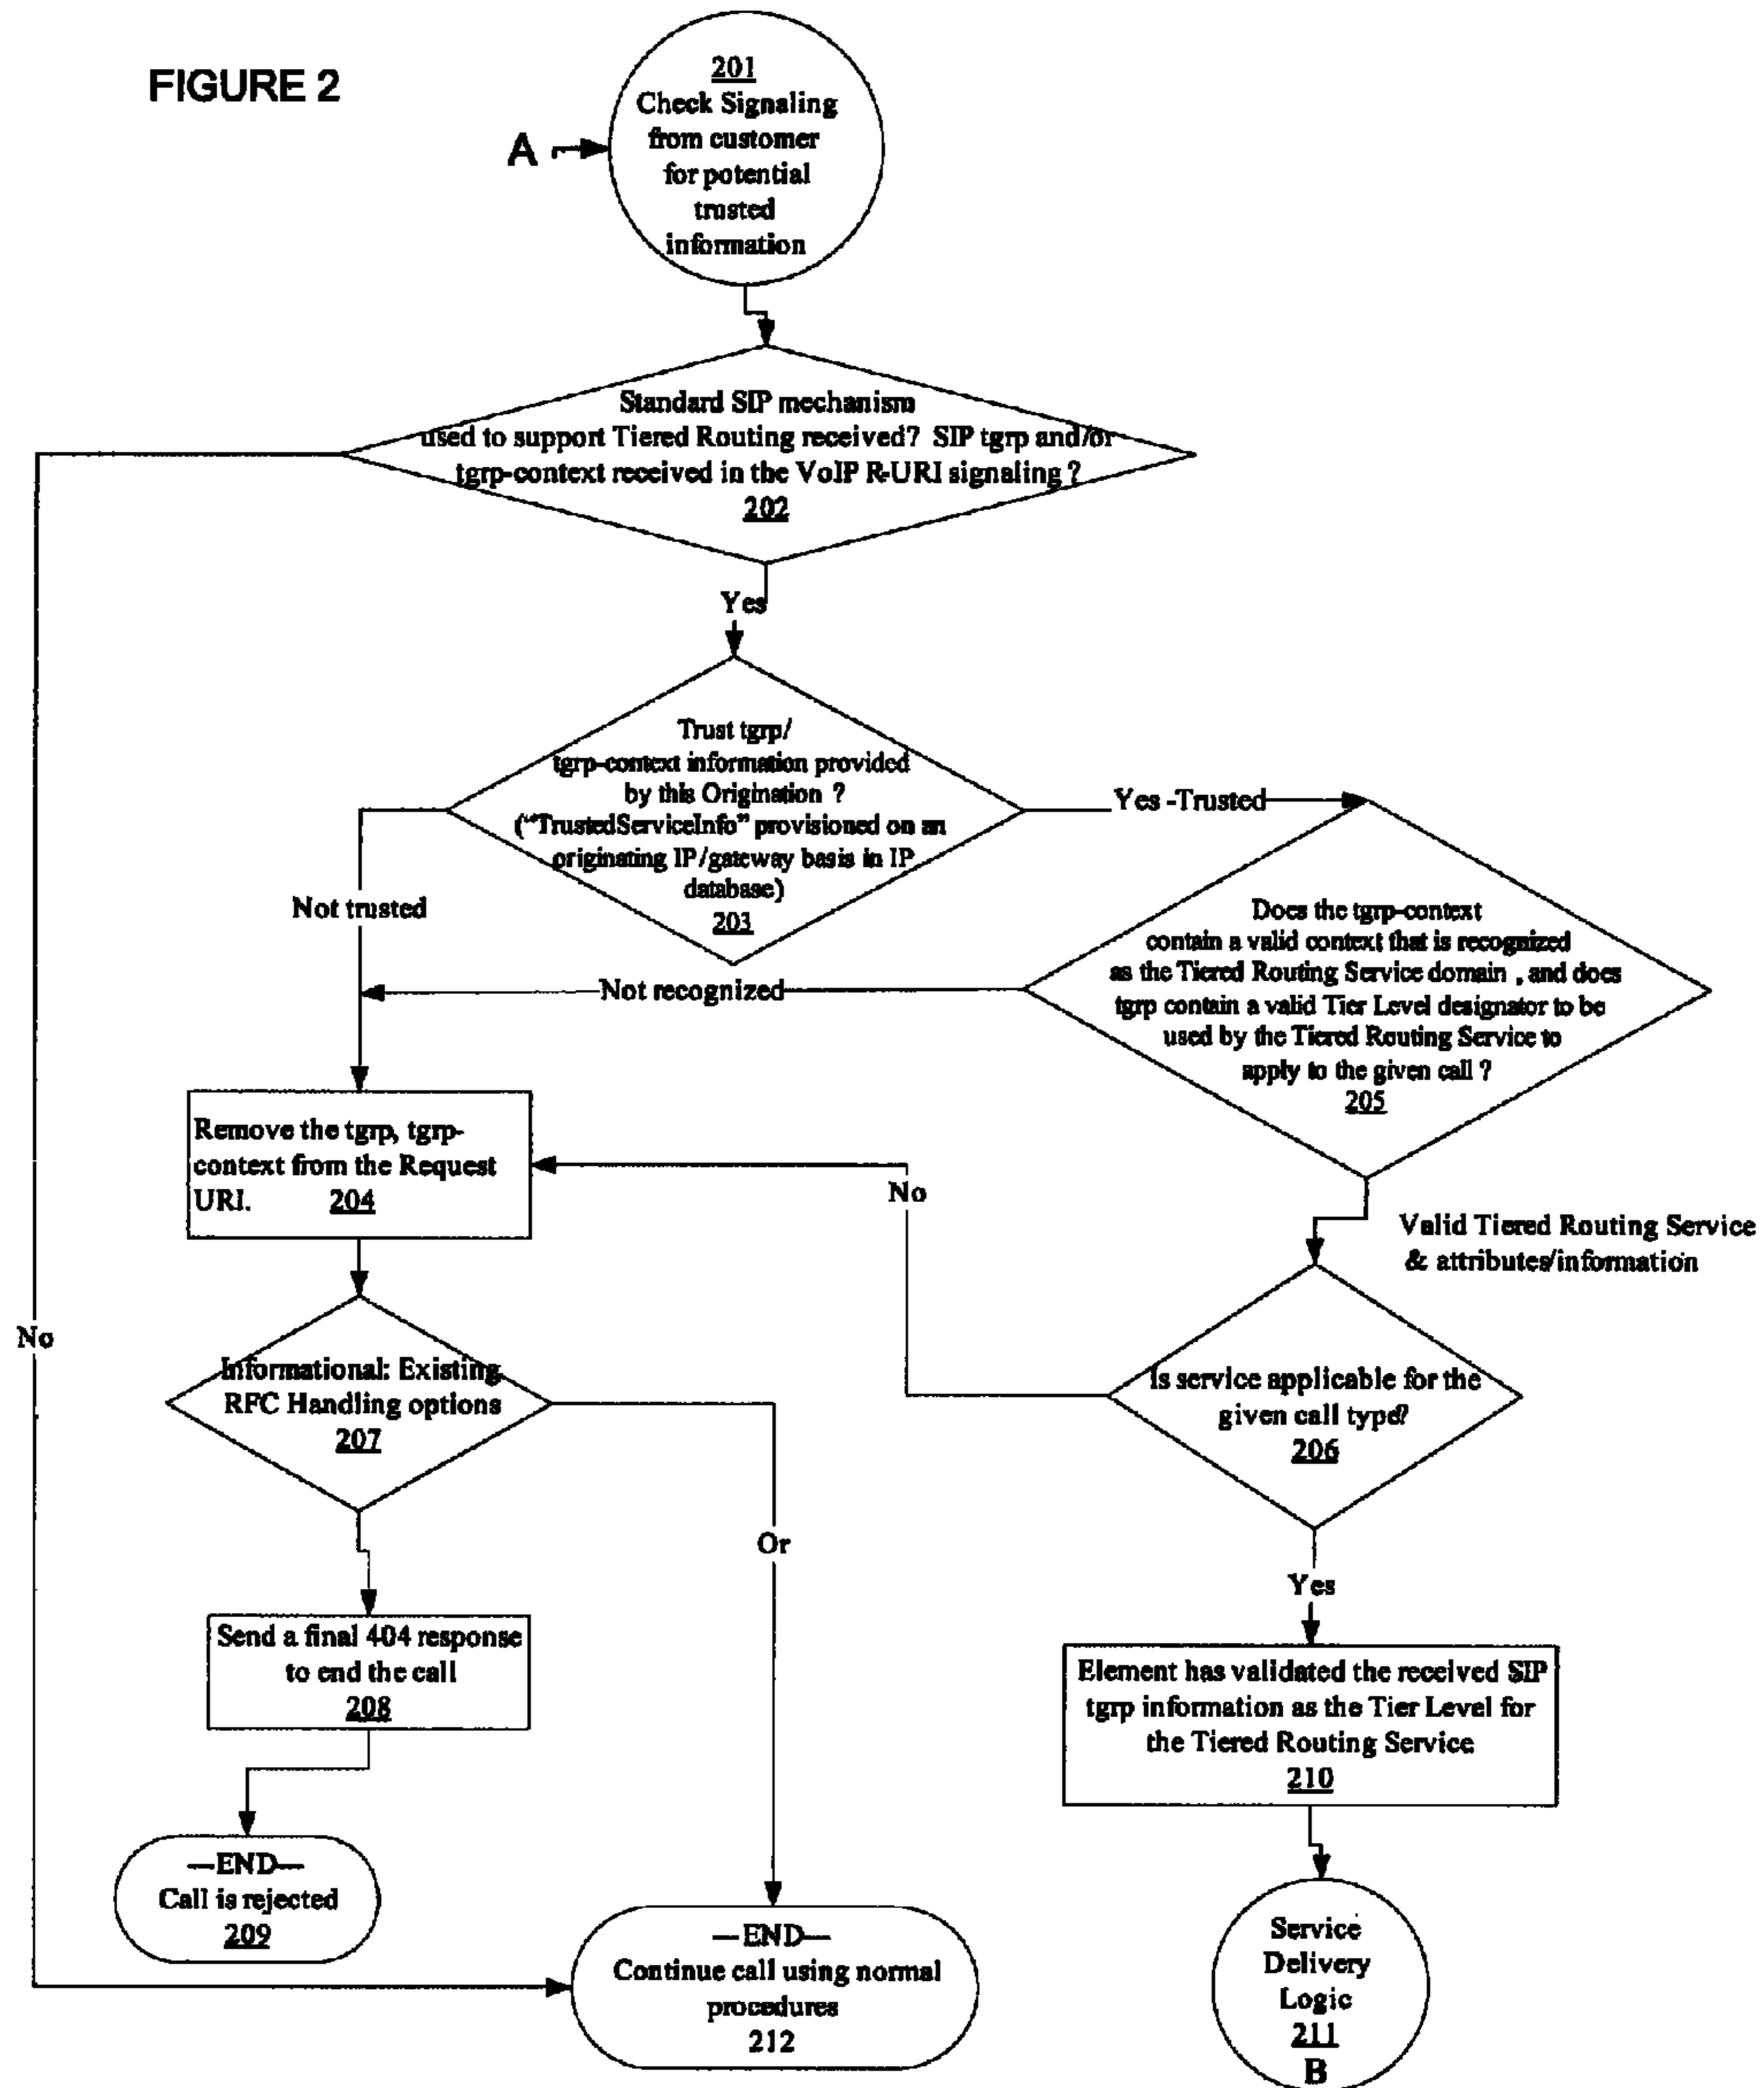 FIGURE 2
201
Check Signaling
from customer
for potential
trusted
information
A
Standard SIP mechanism
used to support Tiered Routing received? SIP tgrp and/or
tgrp-context received in the VoIP R-URI signaling ?
202
Yes
Trust tgrp/
tgrp-context information provided
by this Origination ?
("TrustedServiceInfo" provisioned on an
originating IP/gateway basis in IP
database)
203
Yes -Trusted
Not trusted
Does the tgrp-context
contain a valid context that is recognized
as the Tiered Routing Service domain , and does
tgrp contain a valid Tier Level designator to be
used by the Tiered Routing Service to
apply to the given call ?
205
Not recognized
Remove the tgrp, tgrp-
context from the Request
URI. 204
No
Valid Tiered Routing Service
& attributes/information
No
Informational: Existing
RFC Handling options
207
Is service applicable for the
given call type?
206
Or
Yes
Send a final 404 response
to end the call
208
Element has validated the received SIP
tgrp information as the Tier Level for
the Tiered Routing Service
210
—END—
Call is rejected
209
—END—
Continue call using normal
procedures
212
Service
Delivery
Logic
211
B